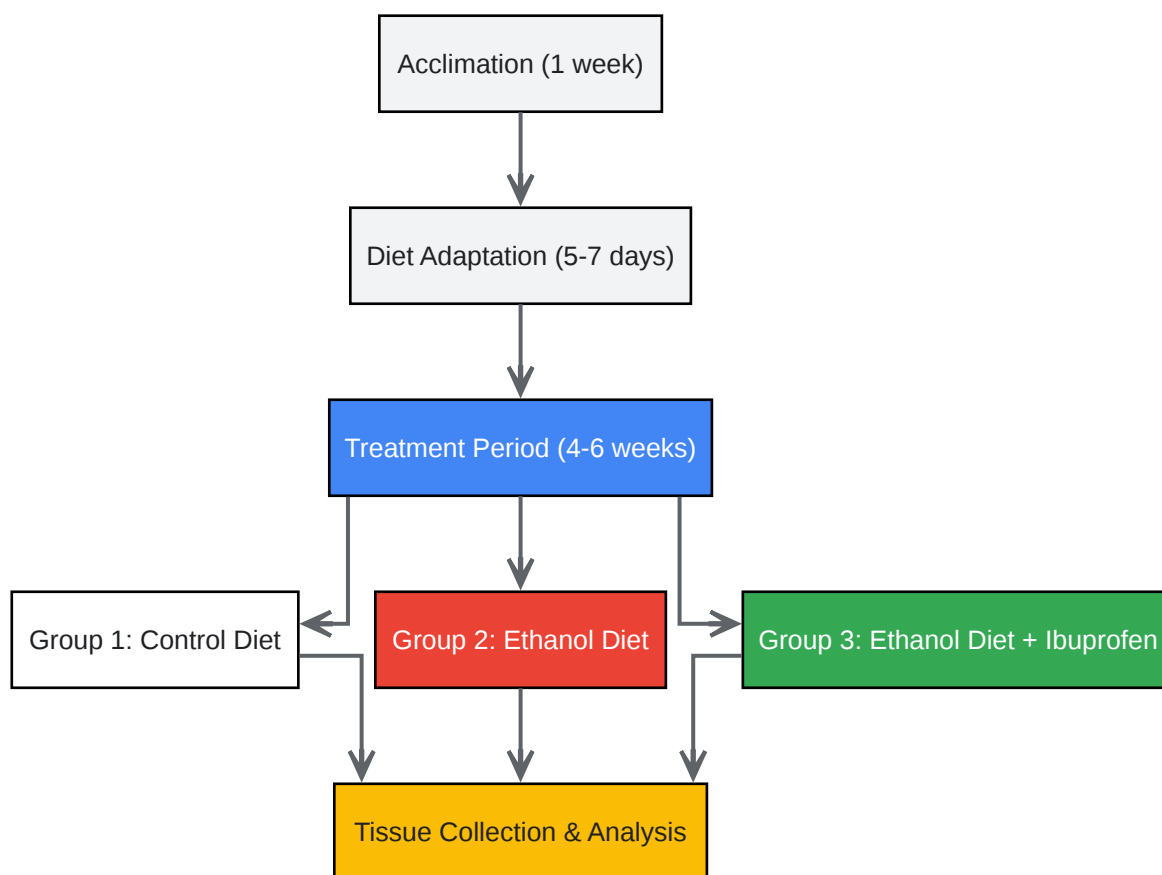 Acclimation (1 week)
Diet Adaptation (5-7 days)
Treatment Period (4-6 weeks)
Group 1: Control Diet
Group 2: Ethanol Diet
Group 3: Ethanol Diet + Ibuprofen
Tissue Collection & Analysis